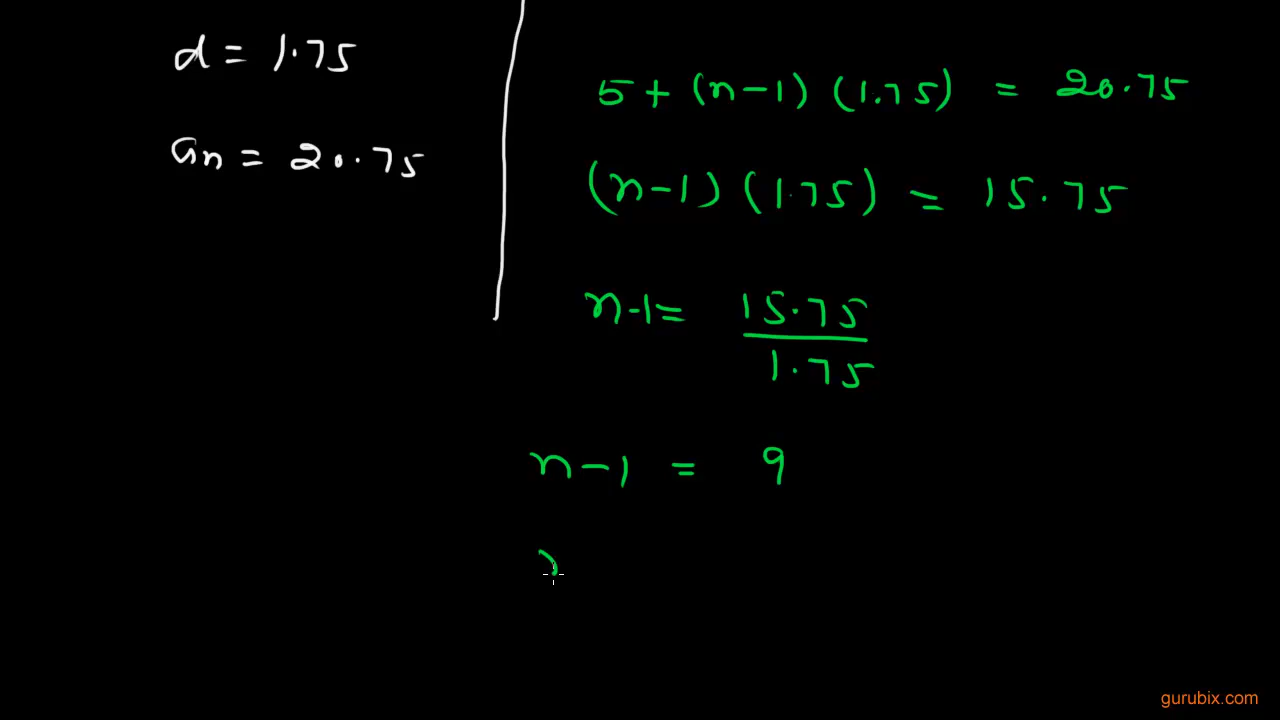 d = 1.75
an = 20.75
5 + (n-1) (1.75) = 20.75
(n-1) (1.75) = 15.75
n-1 = 15.75
1.75
n-1 = 9
gurubix.com